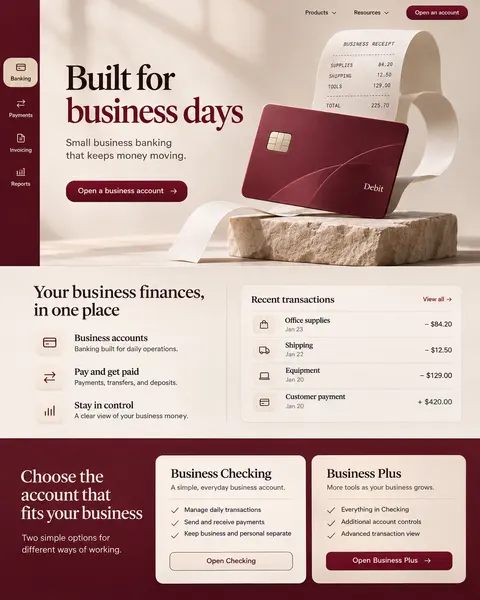 Products
Resources
Open an account
Banking
Payments
Invoicing
Reports
Built for
business days
Small business banking
that keeps money moving.
Open a business account →
BUSINESS RECEIPT
SUPPLIES 84.20
SHIPPING 12.50
TOOLS 129.00
TOTAL 225.70
Debit
Your business finances,
in one place
Business accounts
Banking built for daily operations.
Pay and get paid
Payments, transfers, and deposits.
Stay in control
A clear view of your business money.
Recent transactions
View all →
Office supplies
Jan 23
– $84.20
Shipping
Jan 22
– $12.50
Equipment
Jan 20
– $129.00
Customer payment
Jan 20
+ $420.00
Choose the
account that
fits your business
Two simple options for
different ways of working.
Business Checking
A simple, everyday business account.
Manage daily transactions
Send and receive payments
Keep business and personal separate
Open Checking
Business Plus
More tools as your business grows.
Everything in Checking
Additional account controls
Advanced transaction view
Open Business Plus →